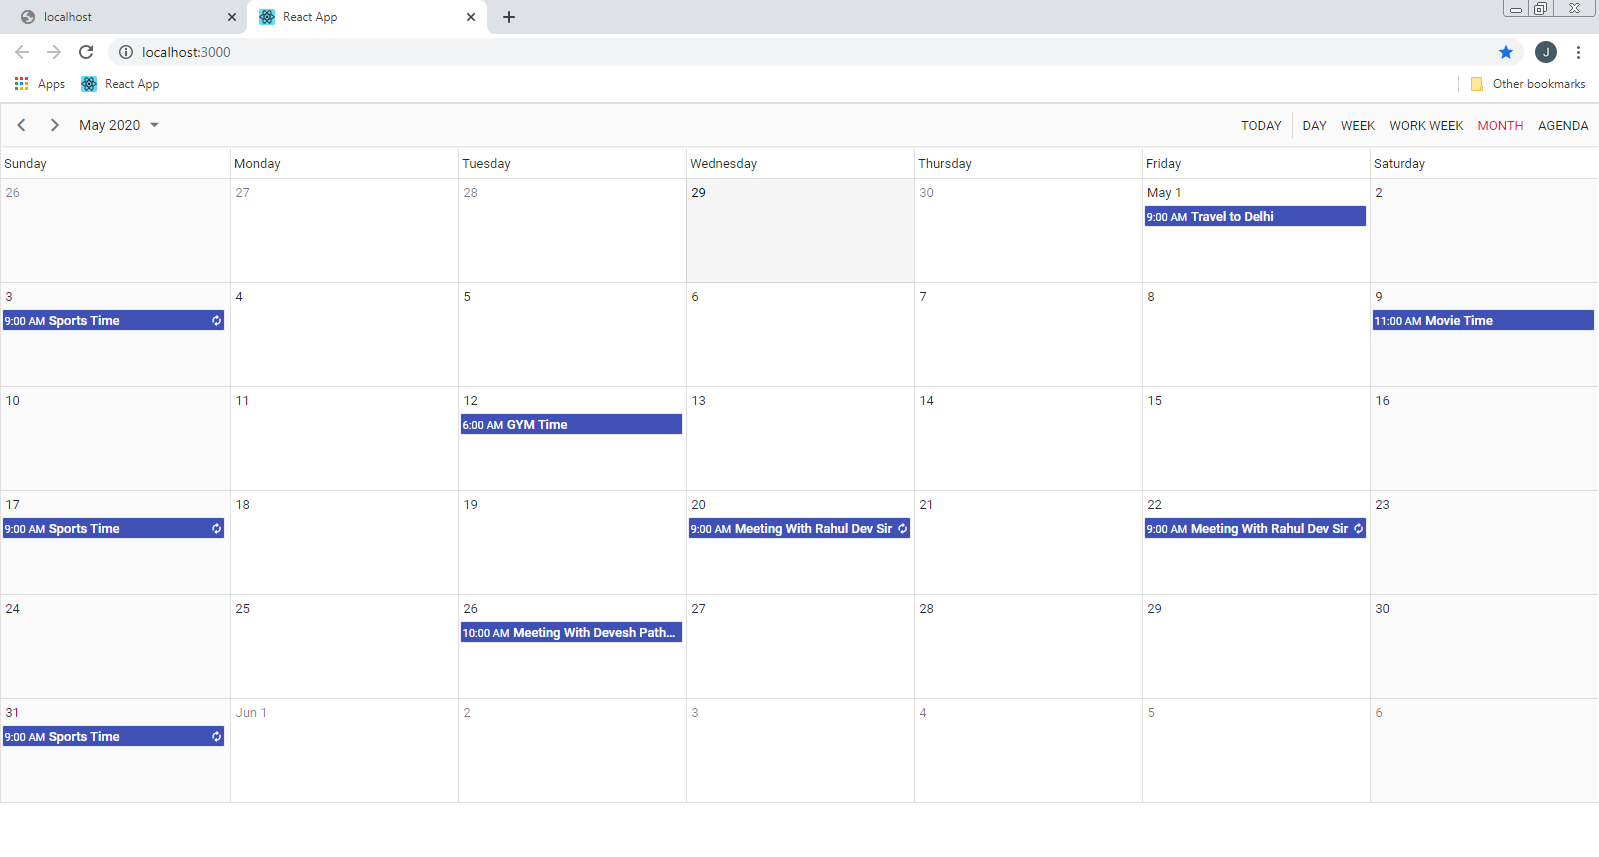 localhost
React App
localhost:3000
J
Apps
React App
Other bookmarks
May 2020
TODAY
DAY
WEEK
WORK WEEK
MONTH
AGENDA
Sunday
Monday
Tuesday
Wednesday
Thursday
Friday
Saturday
26
27
28
29
30
May 1
2
9:00 AM Travel to Delhi
3
4
5
6
7
8
9
9:00 AM Sports Time
11:00 AM Movie Time
10
11
12
13
14
15
16
6:00 AM GYM Time
17
18
19
20
21
22
23
9:00 AM Sports Time
9:00 AM Meeting With Rahul Dev Sir
9:00 AM Meeting With Rahul Dev Sir
24
25
26
27
28
29
30
10:00 AM Meeting With Devesh Path...
31
Jun 1
2
3
4
5
6
9:00 AM Sports Time